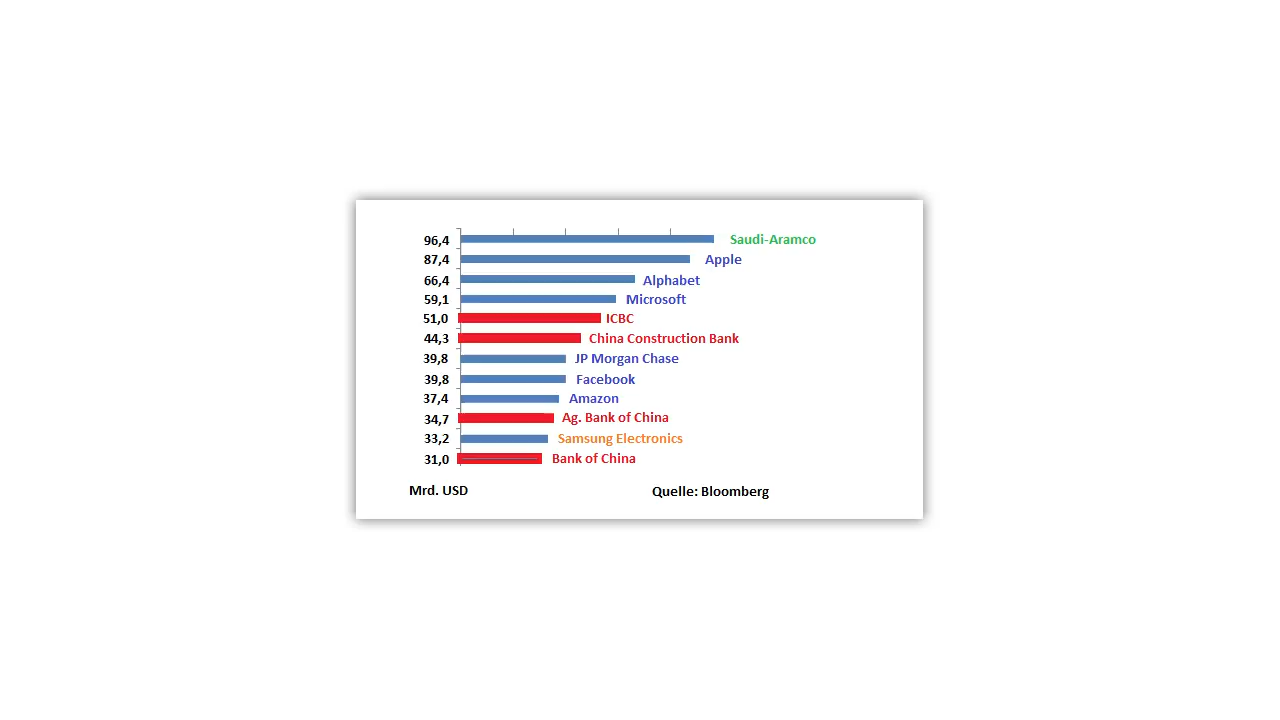 96,4 Saudi-Aramco
87,4 Apple
66,4 Alphabet
59,1 Microsoft
51,0 ICBC
44,3 China Construction Bank
39,8 JP Morgan Chase
39,8 Facebook
37,4 Amazon
34,7 Ag. Bank of China
33,2 Samsung Electronics
31,0 Bank of China
Mrd. USD Quelle: Bloomberg